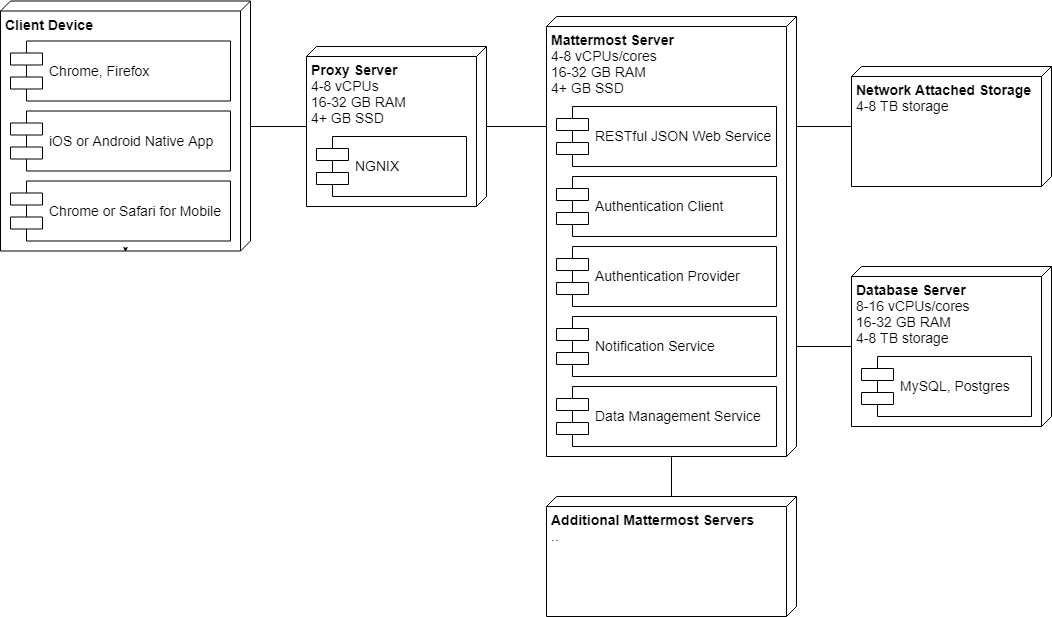 Client Device
Chrome, Firefox
iOS or Android Native App
Chrome or Safari for Mobile
Proxy Server
4-8 vCPUs
16-32 GB RAM
4+ GB SSD
NGNIX
Mattermost Server
4-8 vCPUs/cores
16-32 GB RAM
4+ GB SSD
RESTful JSON Web Service
Authentication Client
Authentication Provider
Notification Service
Data Management Service
Network Attached Storage
4-8 TB storage
Database Server
8-16 vCPUs/cores
16-32 GB RAM
4-8 TB storage
MySQL, Postgres
Additional Mattermost Servers
..